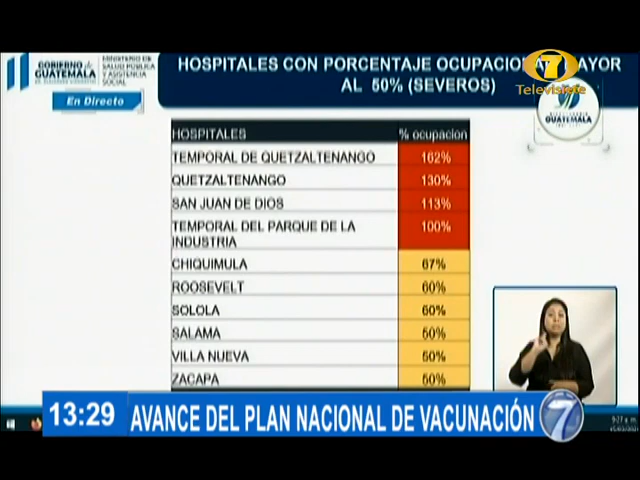 GOBIERNO de
GUATEMALA
MINISTERIO DE
SALUD PÚBLICA
Y ASISTENCIA
SOCIAL
En Directo
HOSPITALES CON PORCENTAJE OCUPACIONAL MAYOR
AL 50% (SEVEROS)
7
Televisiete
GUATEMALA
HOSPITALES % ocupacion
TEMPORAL DE QUETZALTENANGO 162%
QUETZALTENANGO 130%
SAN JUAN DE DIOS 113%
TEMPORAL DEL PARQUE DE LA
INDUSTRIA 100%
CHIQUIMULA 67%
ROOSEVELT 60%
SOLOLA 60%
SALAMA 50%
VILLA NUEVA 50%
ZACAPA 50%
13:29 AVANCE DEL PLAN NACIONAL DE VACUNACIÓN 7